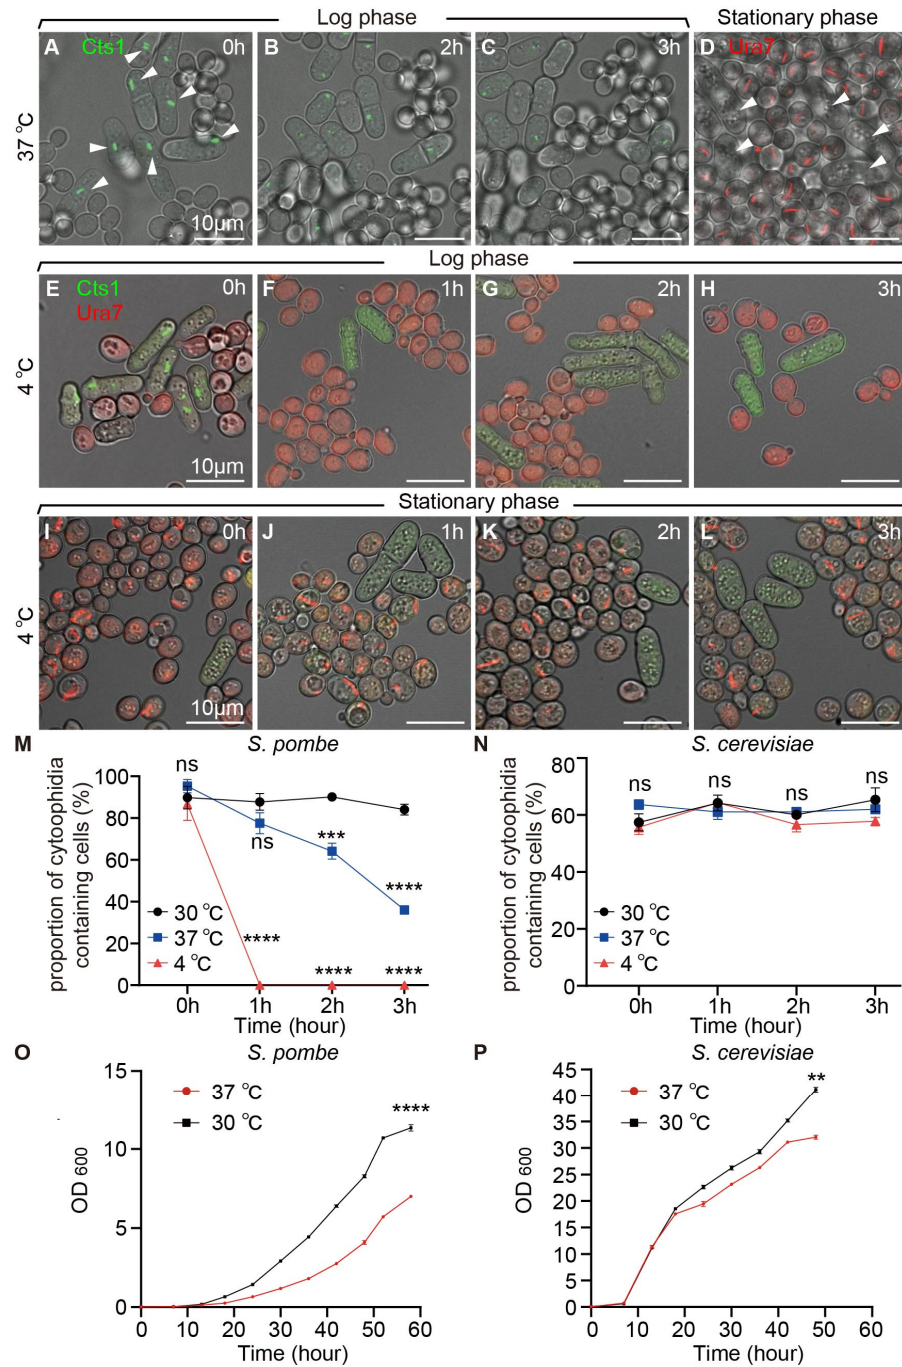 Log phase
Stationary phase
A Cts1 0h
B 2h
C 3h
D Ura7
37 °C
10µm
Log phase
E Cts1 0h
Ura7
F 1h
G 2h
H 3h
4 °C
10µm
Stationary phase
I 0h
J 1h
K 2h
L 3h
4 °C
10µm
M S. pombe
proportion of cytoophidia
containing cells (%)
100
80
60
40
20
0
ns
ns
***
****
****
****
****
30 °C
37 °C
4 °C
0h 1h 2h 3h
Time (hour)
N S. cerevisiae
proportion of cytoophidia
containing cells (%)
80
60
40
20
0
ns ns ns ns
30 °C
37 °C
4 °C
0h 1h 2h 3h
Time (hour)
O S. pombe
OD 600
15
10
5
0
37 °C
30 °C
****
0 10 20 30 40 50 60
Time (hour)
P S. cerevisiae
OD 600
45
40
35
30
25
20
15
10
5
0
37 °C
30 °C
**
0 20 40 60
Time (hour)